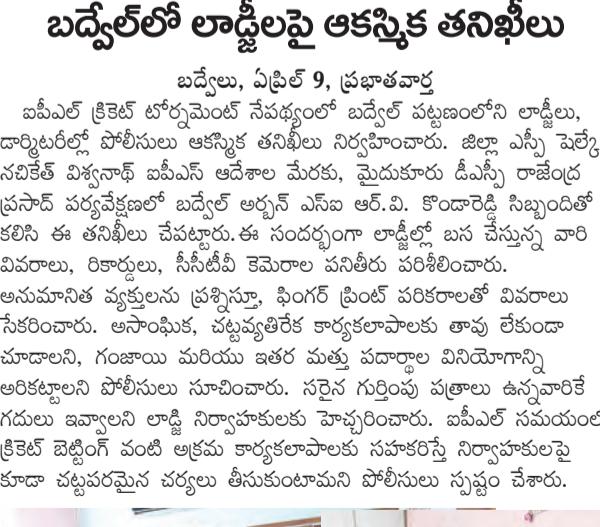 బద్వేల్‌లో లాడ్జీలపై ఆకస్మిక తనిఖీలు
బద్వేలు, ఏప్రిల్ 9, ప్రభాతవార్త
ఐపీఎల్ క్రికెట్ టోర్నమెంట్ నేపథ్యంలో బద్వేల్ పట్టణంలోని లాడ్జీలు,
డార్మిటరీల్లో పోలీసులు ఆకస్మిక తనిఖీలు నిర్వహించారు. జిల్లా ఎస్పీ షెల్కే
నచికేత్ విశ్వనాథ్ ఐపీఎస్ ఆదేశాల మేరకు, మైదుకూరు డీఎస్పీ రాజేంద్ర
ప్రసాద్ పర్యవేక్షణలో బద్వేల్ అర్బన్ ఎస్ఐ ఆర్.వి. కొండారెడ్డి సిబ్బందితో
కలిసి ఈ తనిఖీలు చేపట్టారు.ఈ సందర్భంగా లాడ్జీల్లో బస చేస్తున్న వారి
వివరాలు, రికార్డులు, సీసీటీవీ కెమెరాల పనితీరు పరిశీలించారు.
అనుమానిత వ్యక్తులను ప్రశ్నిస్తూ, ఫింగర్ ప్రింట్ పరికరాలతో వివరాలు
సేకరించారు. అసాంఘిక, చట్టవ్యతిరేక కార్యకలాపాలకు తావు లేకుండా
చూడాలని, గంజాయి మరియు ఇతర మత్తు పదార్థాల వినియోగాన్ని
అరికట్టాలని పోలీసులు సూచించారు. సరైన గుర్తింపు పత్రాలు ఉన్నవారికే
గదులు ఇవ్వాలని లాడ్జి నిర్వాహకులకు హెచ్చరించారు. ఐపీఎల్ సమయంల
క్రికెట్ బెట్టింగ్ వంటి అక్రమ కార్యకలాపాలకు సహకరిస్తే నిర్వాహకులపై
కూడా చట్టపరమైన చర్యలు తీసుకుంటామని పోలీసులు స్పష్టం చేశారు.